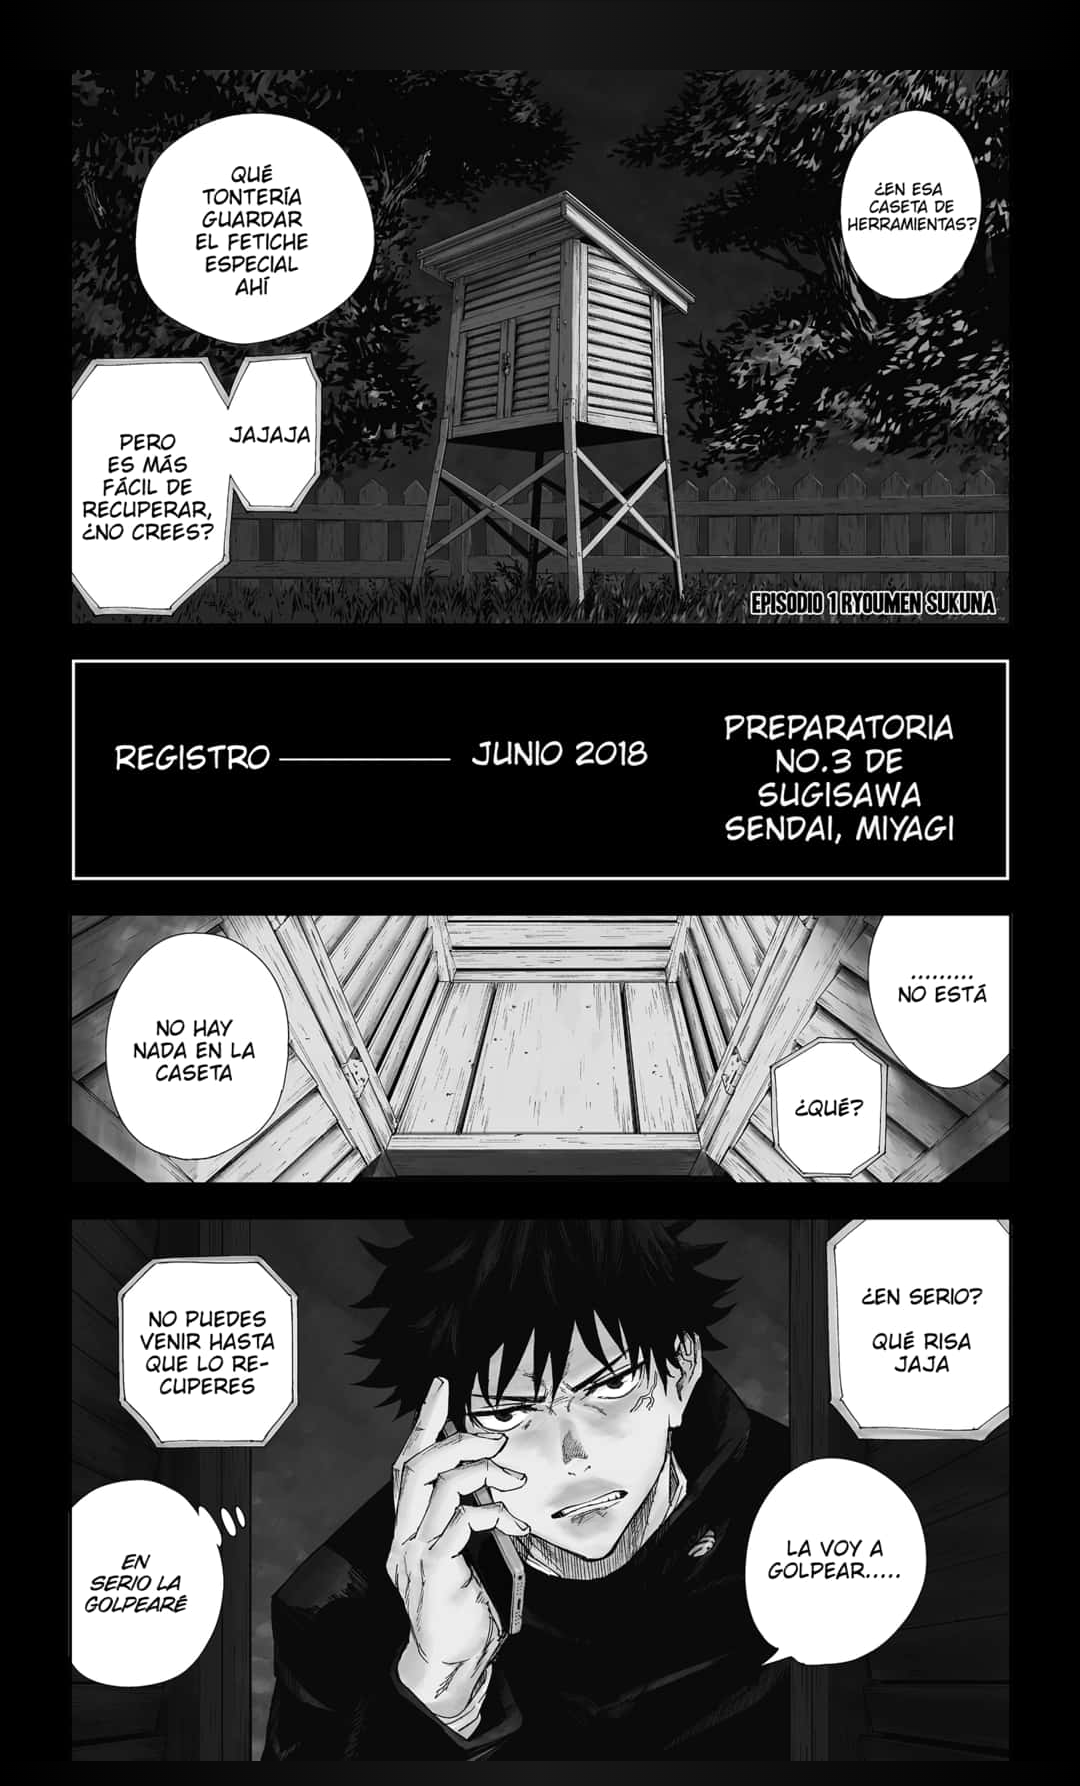 ¿EN ESA
CASETA DE
HERRAMIENTAS?
QUÉ
TONTERÍA
GUARDAR
EL FETICHE
ESPECIAL
AHÍ
JAJAJA
PERO
ES MÁS
FÁCIL DE
RECUPERAR,
¿NO CREES?
EPISODIO 1 RYOUMEN SUKUNA
REGISTRO
JUNIO 2018
PREPARATORIA
NO.3 DE
SUGISAWA
SENDAI, MIYAGI
.........
NO ESTÁ
¿QUÉ?
NO HAY
NADA EN LA
CASETA
¿EN SERIO?
QUÉ RISA
JAJA
NO PUEDES
VENIR HASTA
QUE LO RE-
CUPERES
LA VOY A
GOLPEAR.....
EN
SERIO LA
GOLPEARÉ